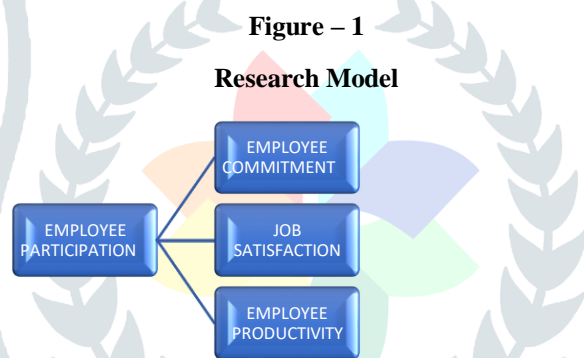 Figure – 1
Research Model
EMPLOYEE
COMMITMENT
EMPLOYEE
PARTICIPATION
JOB
SATISFACTION
EMPLOYEE
PRODUCTIVITY